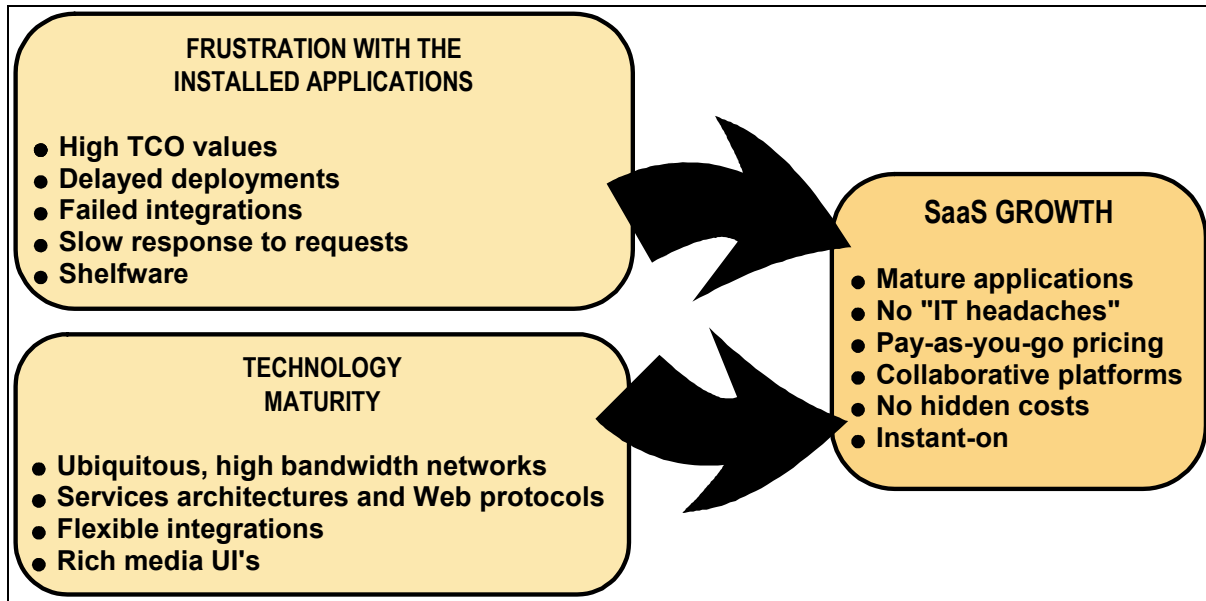 FRUSTRATION WITH THE
INSTALLED APPLICATIONS
● High TCO values
● Delayed deployments
● Failed integrations
● Slow response to requests
● Shelfware
TECHNOLOGY
MATURITY
● Ubiquitous, high bandwidth networks
● Services architectures and Web protocols
● Flexible integrations
● Rich media UI's
SaaS GROWTH
● Mature applications
● No "IT headaches"
● Pay-as-you-go pricing
● Collaborative platforms
● No hidden costs
● Instant-on